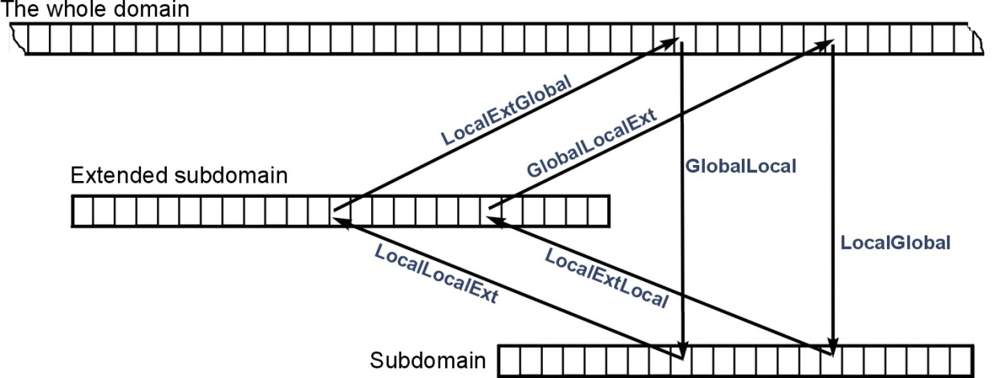 The whole domain
LocalExtGlobal
GlobalLocalExt
GlobalLocal
Extended subdomain
LocalGlobal
LocalLocalExt
LocalExtLocal
Subdomain